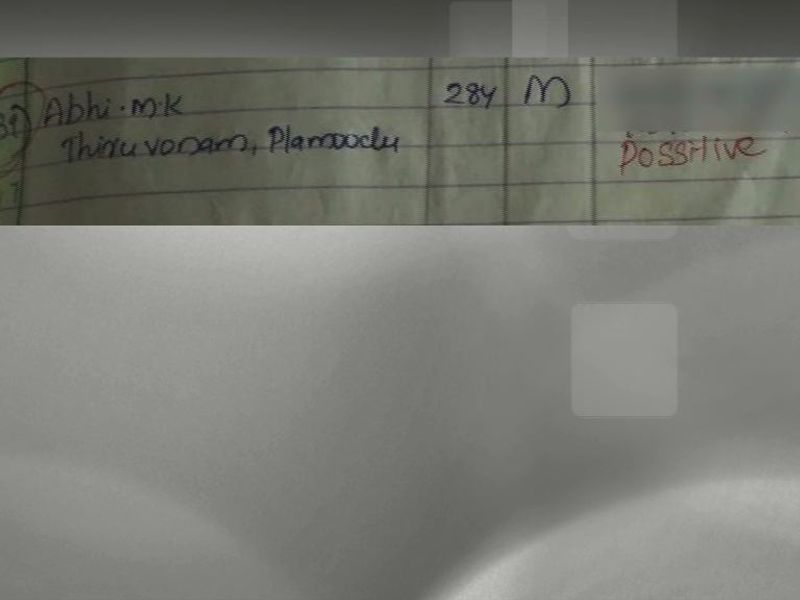 Abhi.M.K 28y M
Thiruvonam, Plamoodu
Possitive